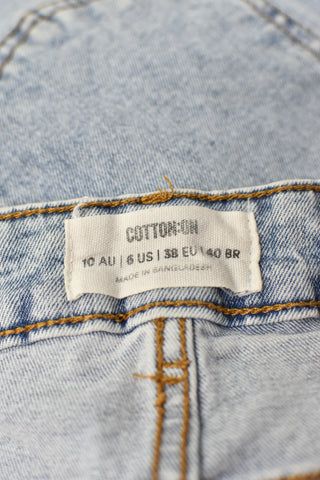 COTTON:ON
10 AU | 6 US | 38 EU | 40 BR
MADE IN BANGLADESH